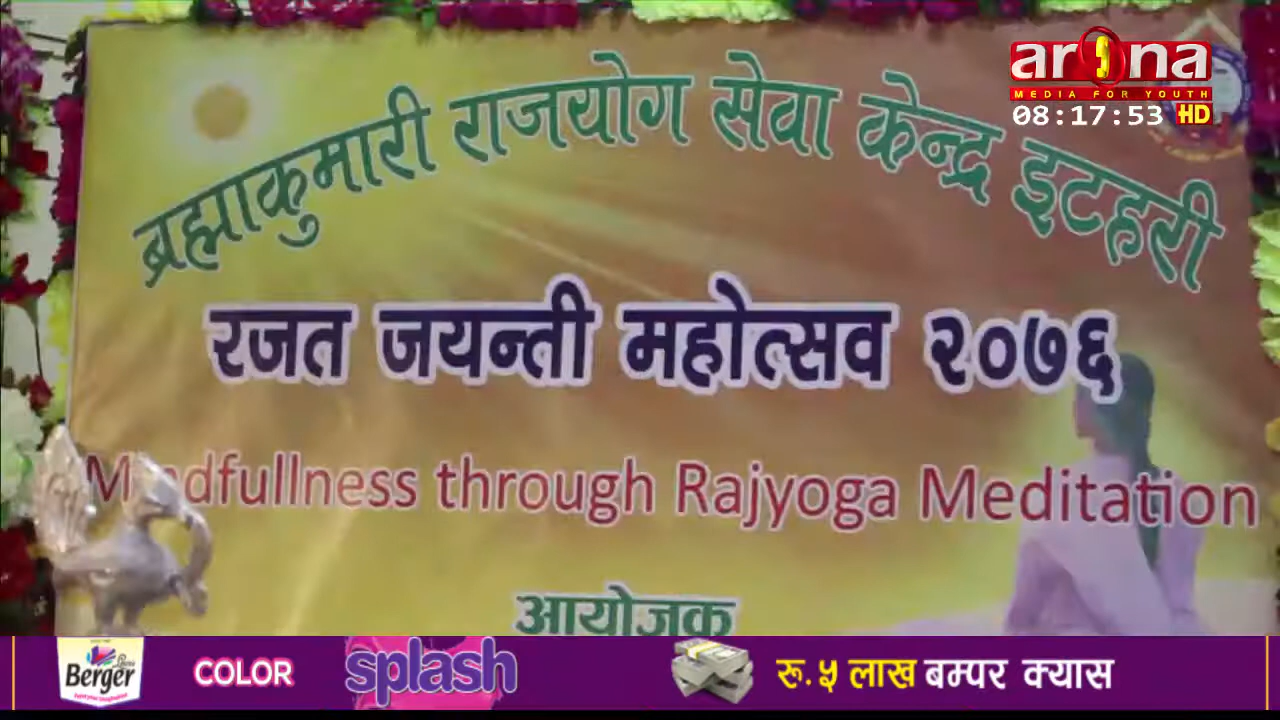 arena
MEDIA FOR YOUTH
08:17:53 HD
ब्रह्माकुमारी राजयोग सेवा केन्द्र इटहरी
रजत जयन्ती महोत्सव २०७६
Mindfullness through Rajyoga Meditation
आयोजक
Berger
COLOR
splash
रु.५ लाख बम्पर क्यास